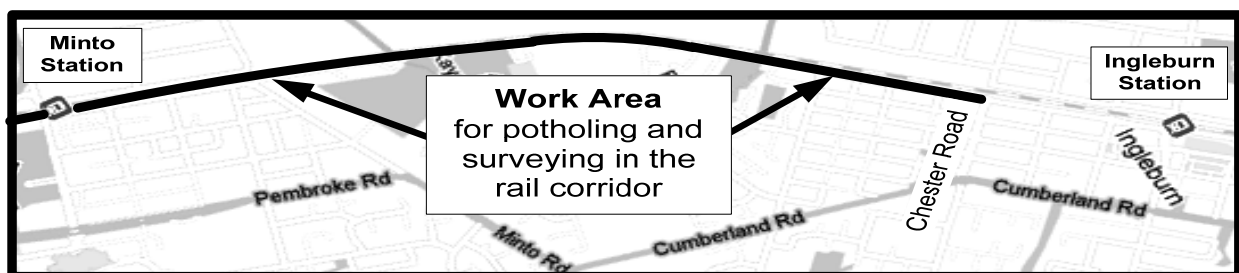 Minto
Station
Work Area
for potholing and
surveying in the
rail corridor
Ingleburn
Station
Pembroke Rd
Minto Rd
Cumberland Rd
Chester Road
Cumberland Rd
Ingleburn